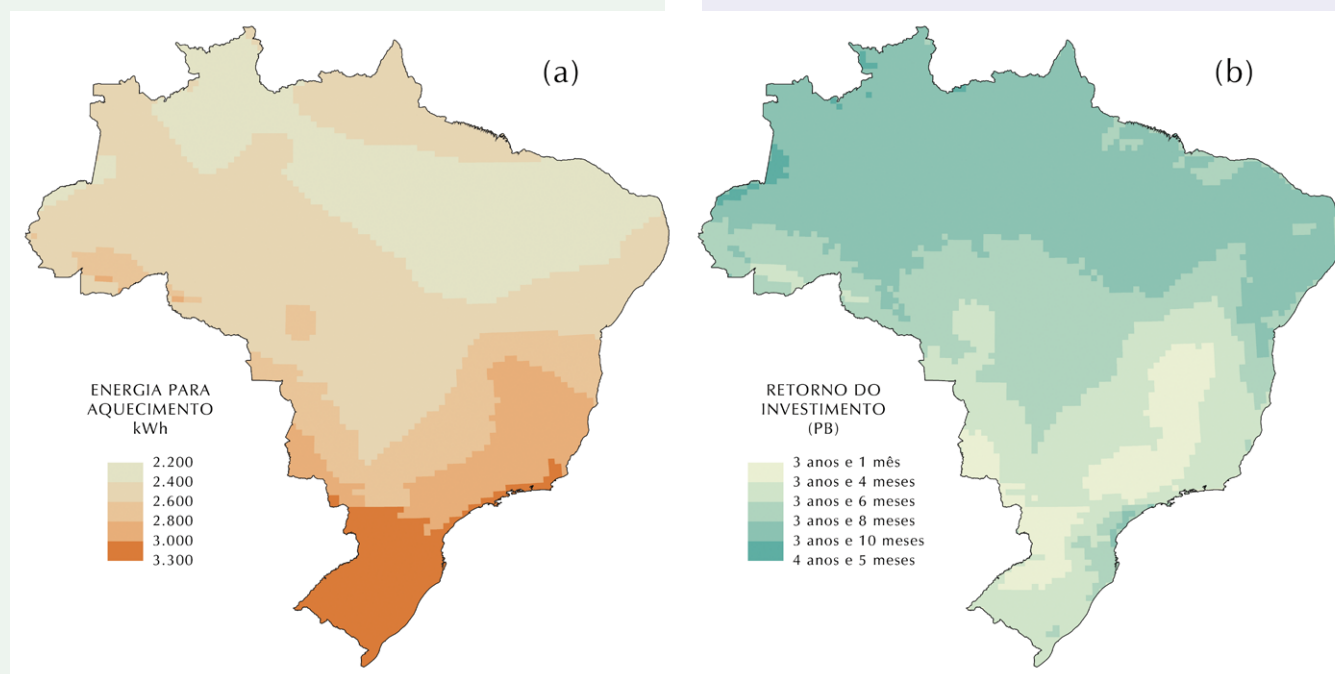 (a)
ENERGIA PARA
AQUECIMENTO
kWh
2.200
2.400
2.600
2.800
3.000
3.300
(b)
RETORNO DO
INVESTIMENTO
(PB)
3 anos e 1 mês
3 anos e 4 meses
3 anos e 6 meses
3 anos e 8 meses
3 anos e 10 meses
4 anos e 5 meses